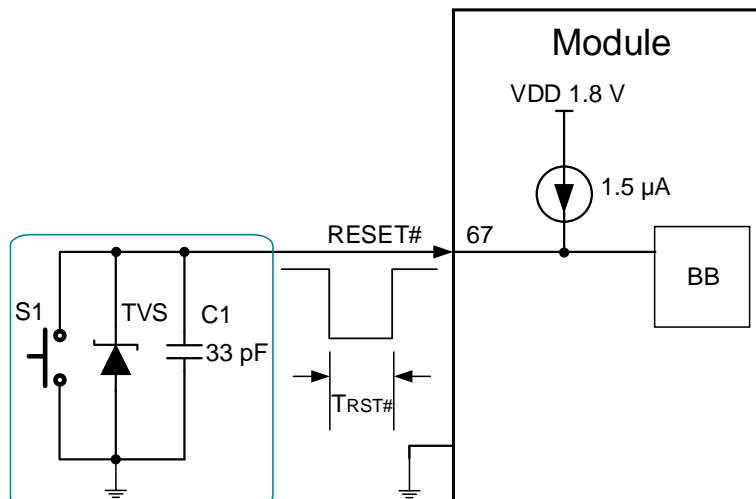 Module
VDD 1.8 V
1.5 µA
RESET#
67
BB
S1
TVS
C1
33 pF
TRST#